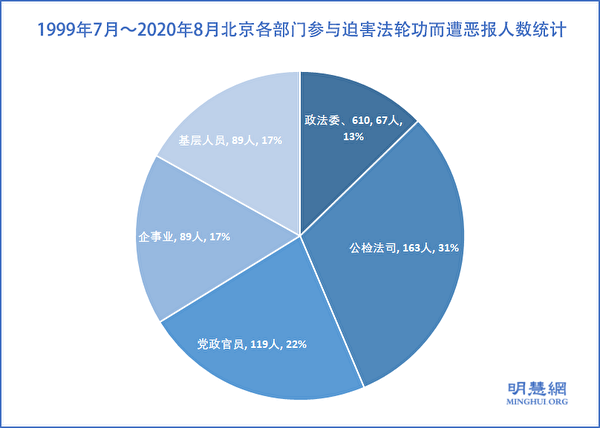 1999年7月～2020年8月北京各部门参与迫害法轮功而遭恶报人数统计
政法委、610, 67人,
13%
公检法司, 163人, 31%
党政官员, 119人, 22%
企事业, 89人, 17%
基层人员, 89人, 17%
明慧網
MINGHUI.ORG